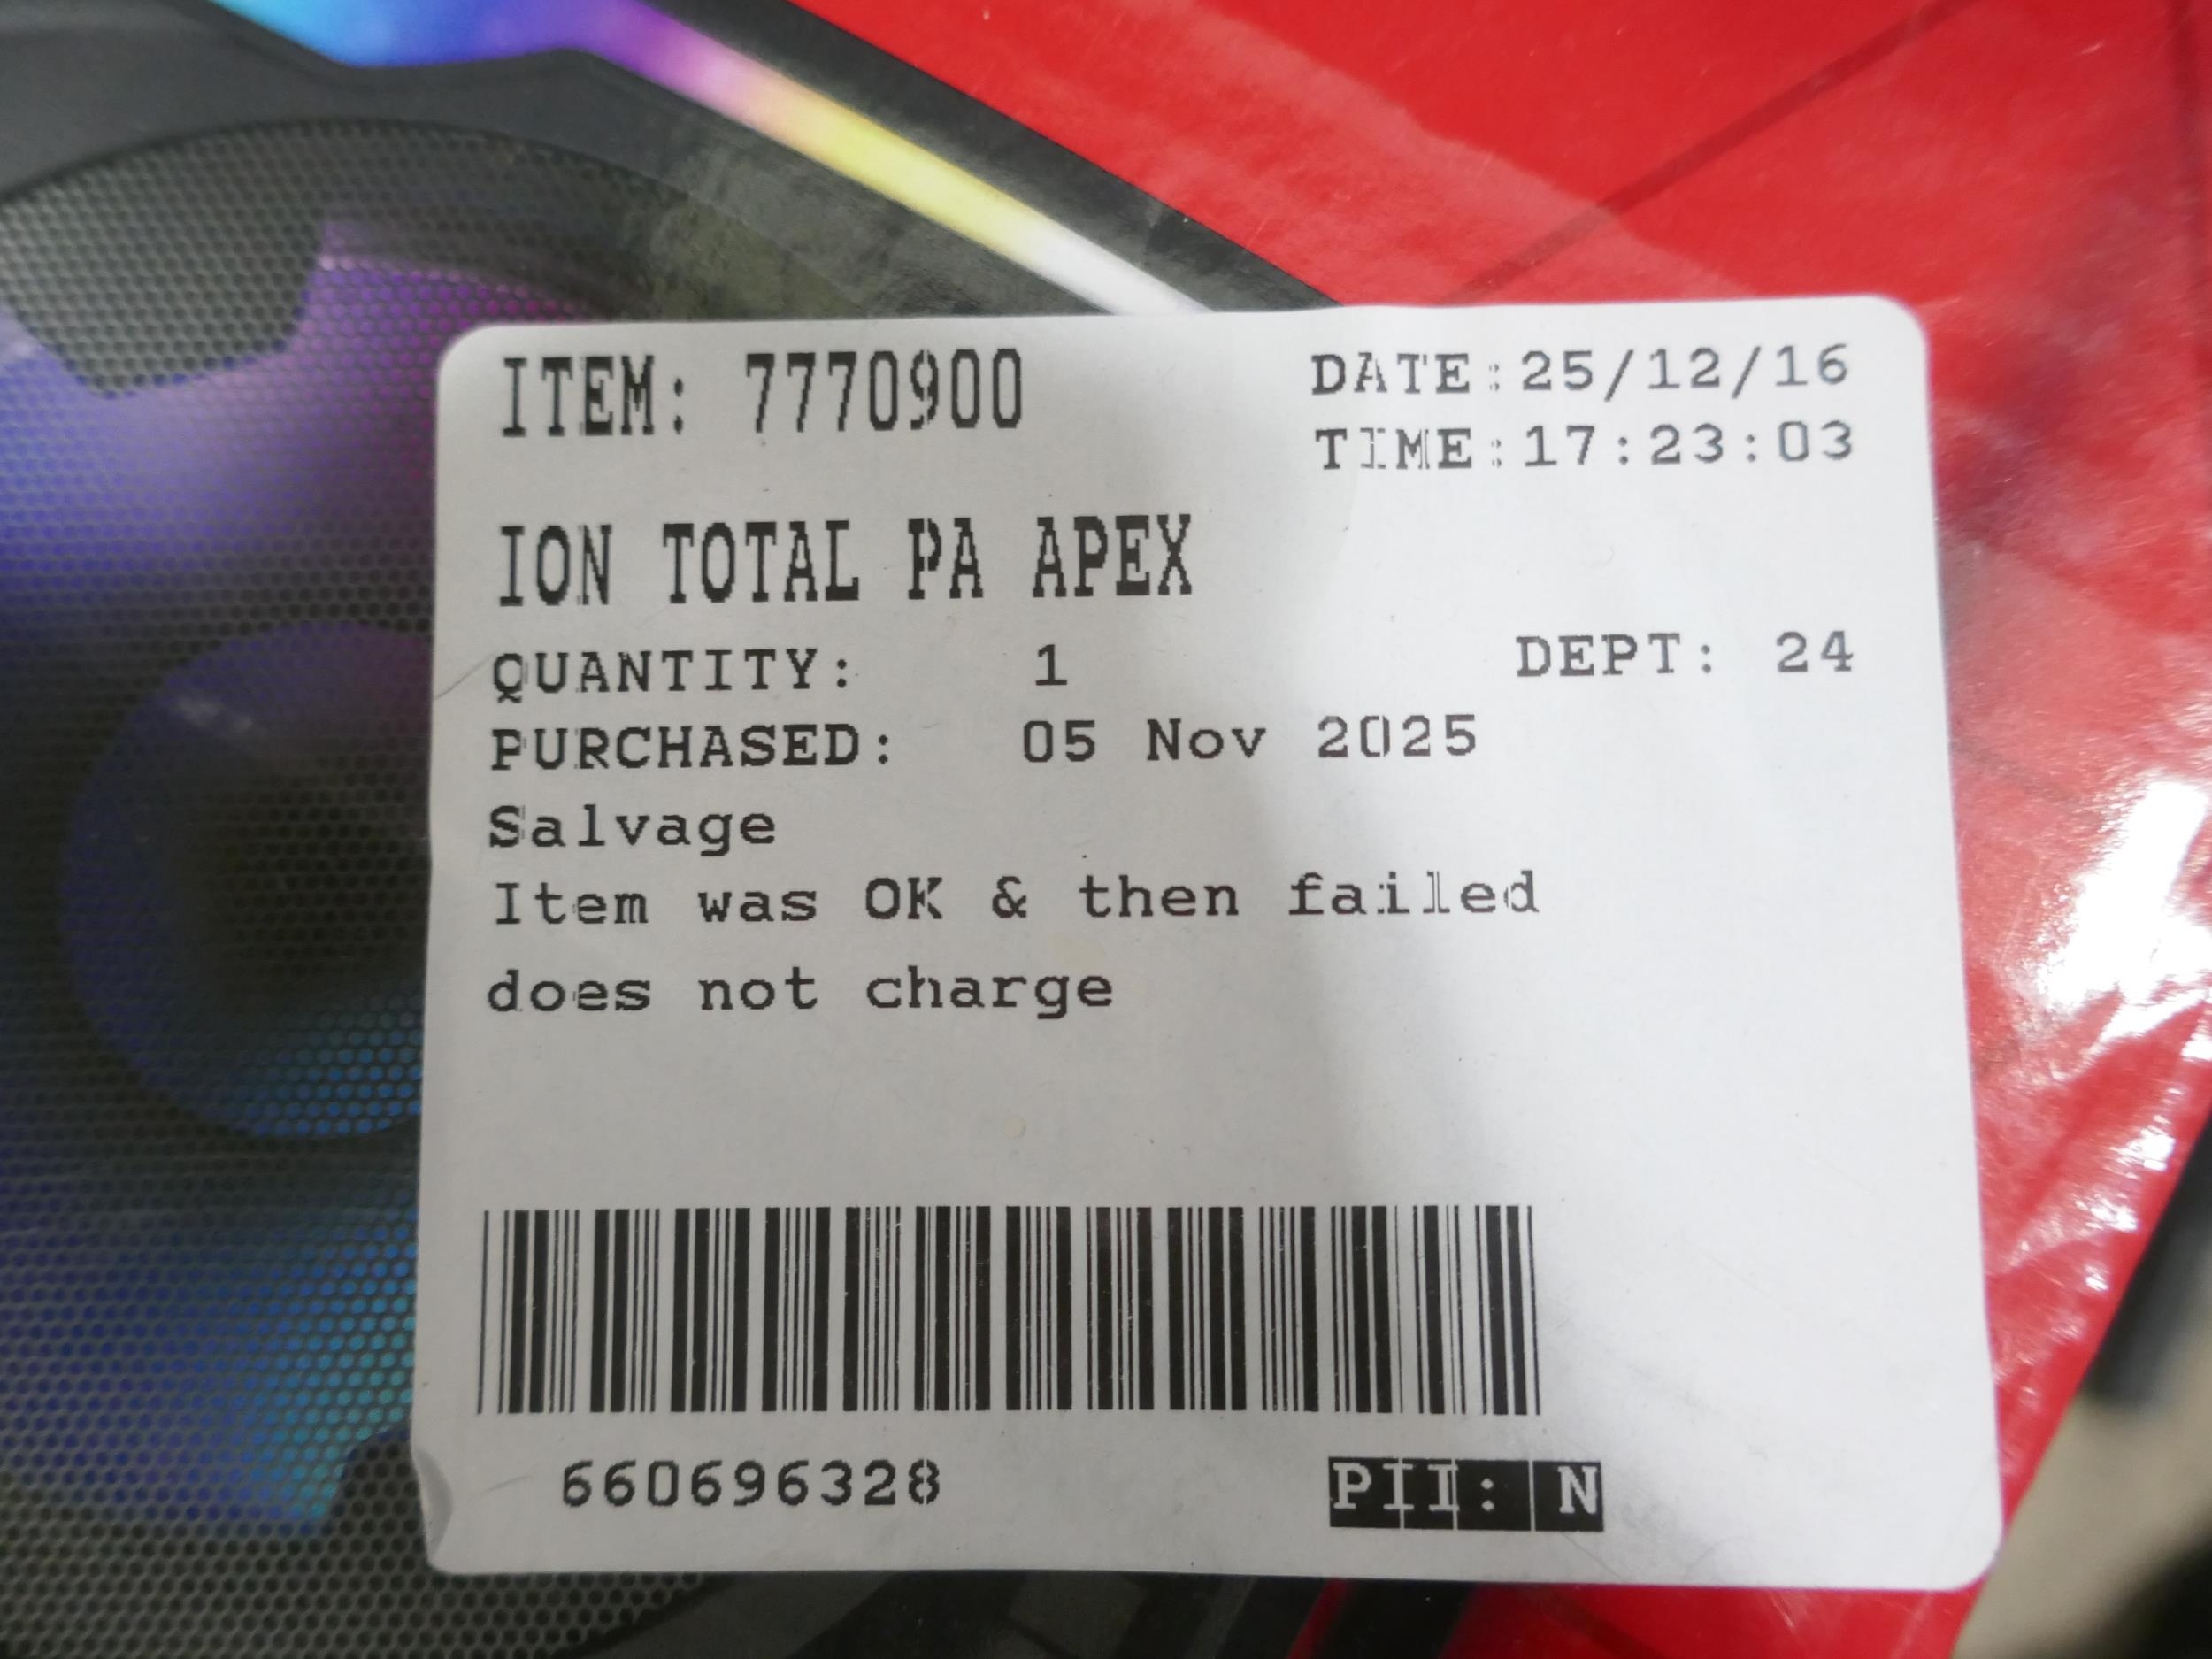 ITEM: 7770900
DATE:25/12/16
TIME:17:23:03
ION TOTAL PA APEX
QUANTITY: 1
DEPT: 24
PURCHASED: 05 Nov 2025
Salvage
Item was OK & then failed
does not charge
660696328
PII: N